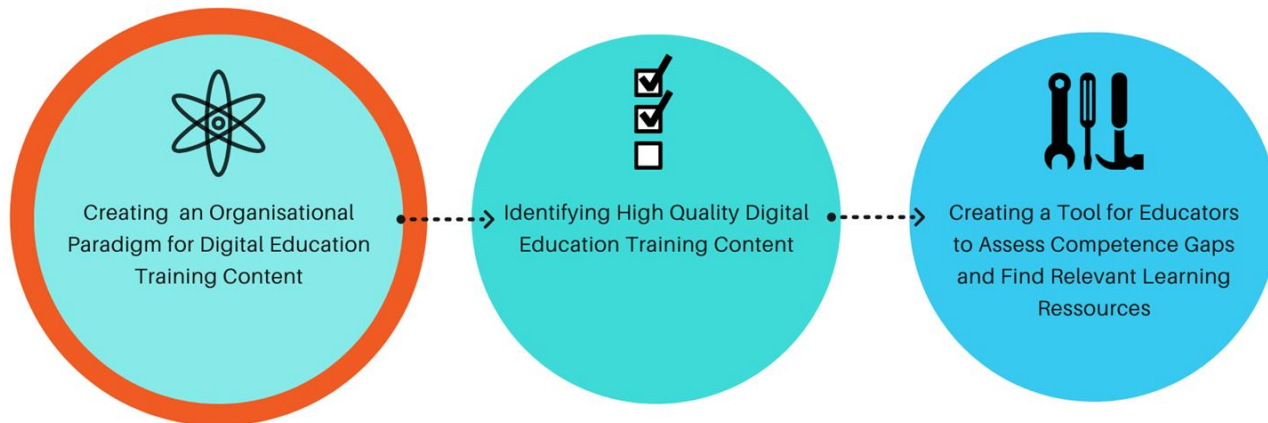 Creating an Organisational
Paradigm for Digital Education
Training Content
Identifying High Quality Digital
Education Training Content
Creating a Tool for Educators
to Assess Competence Gaps
and Find Relevant Learning
Ressources